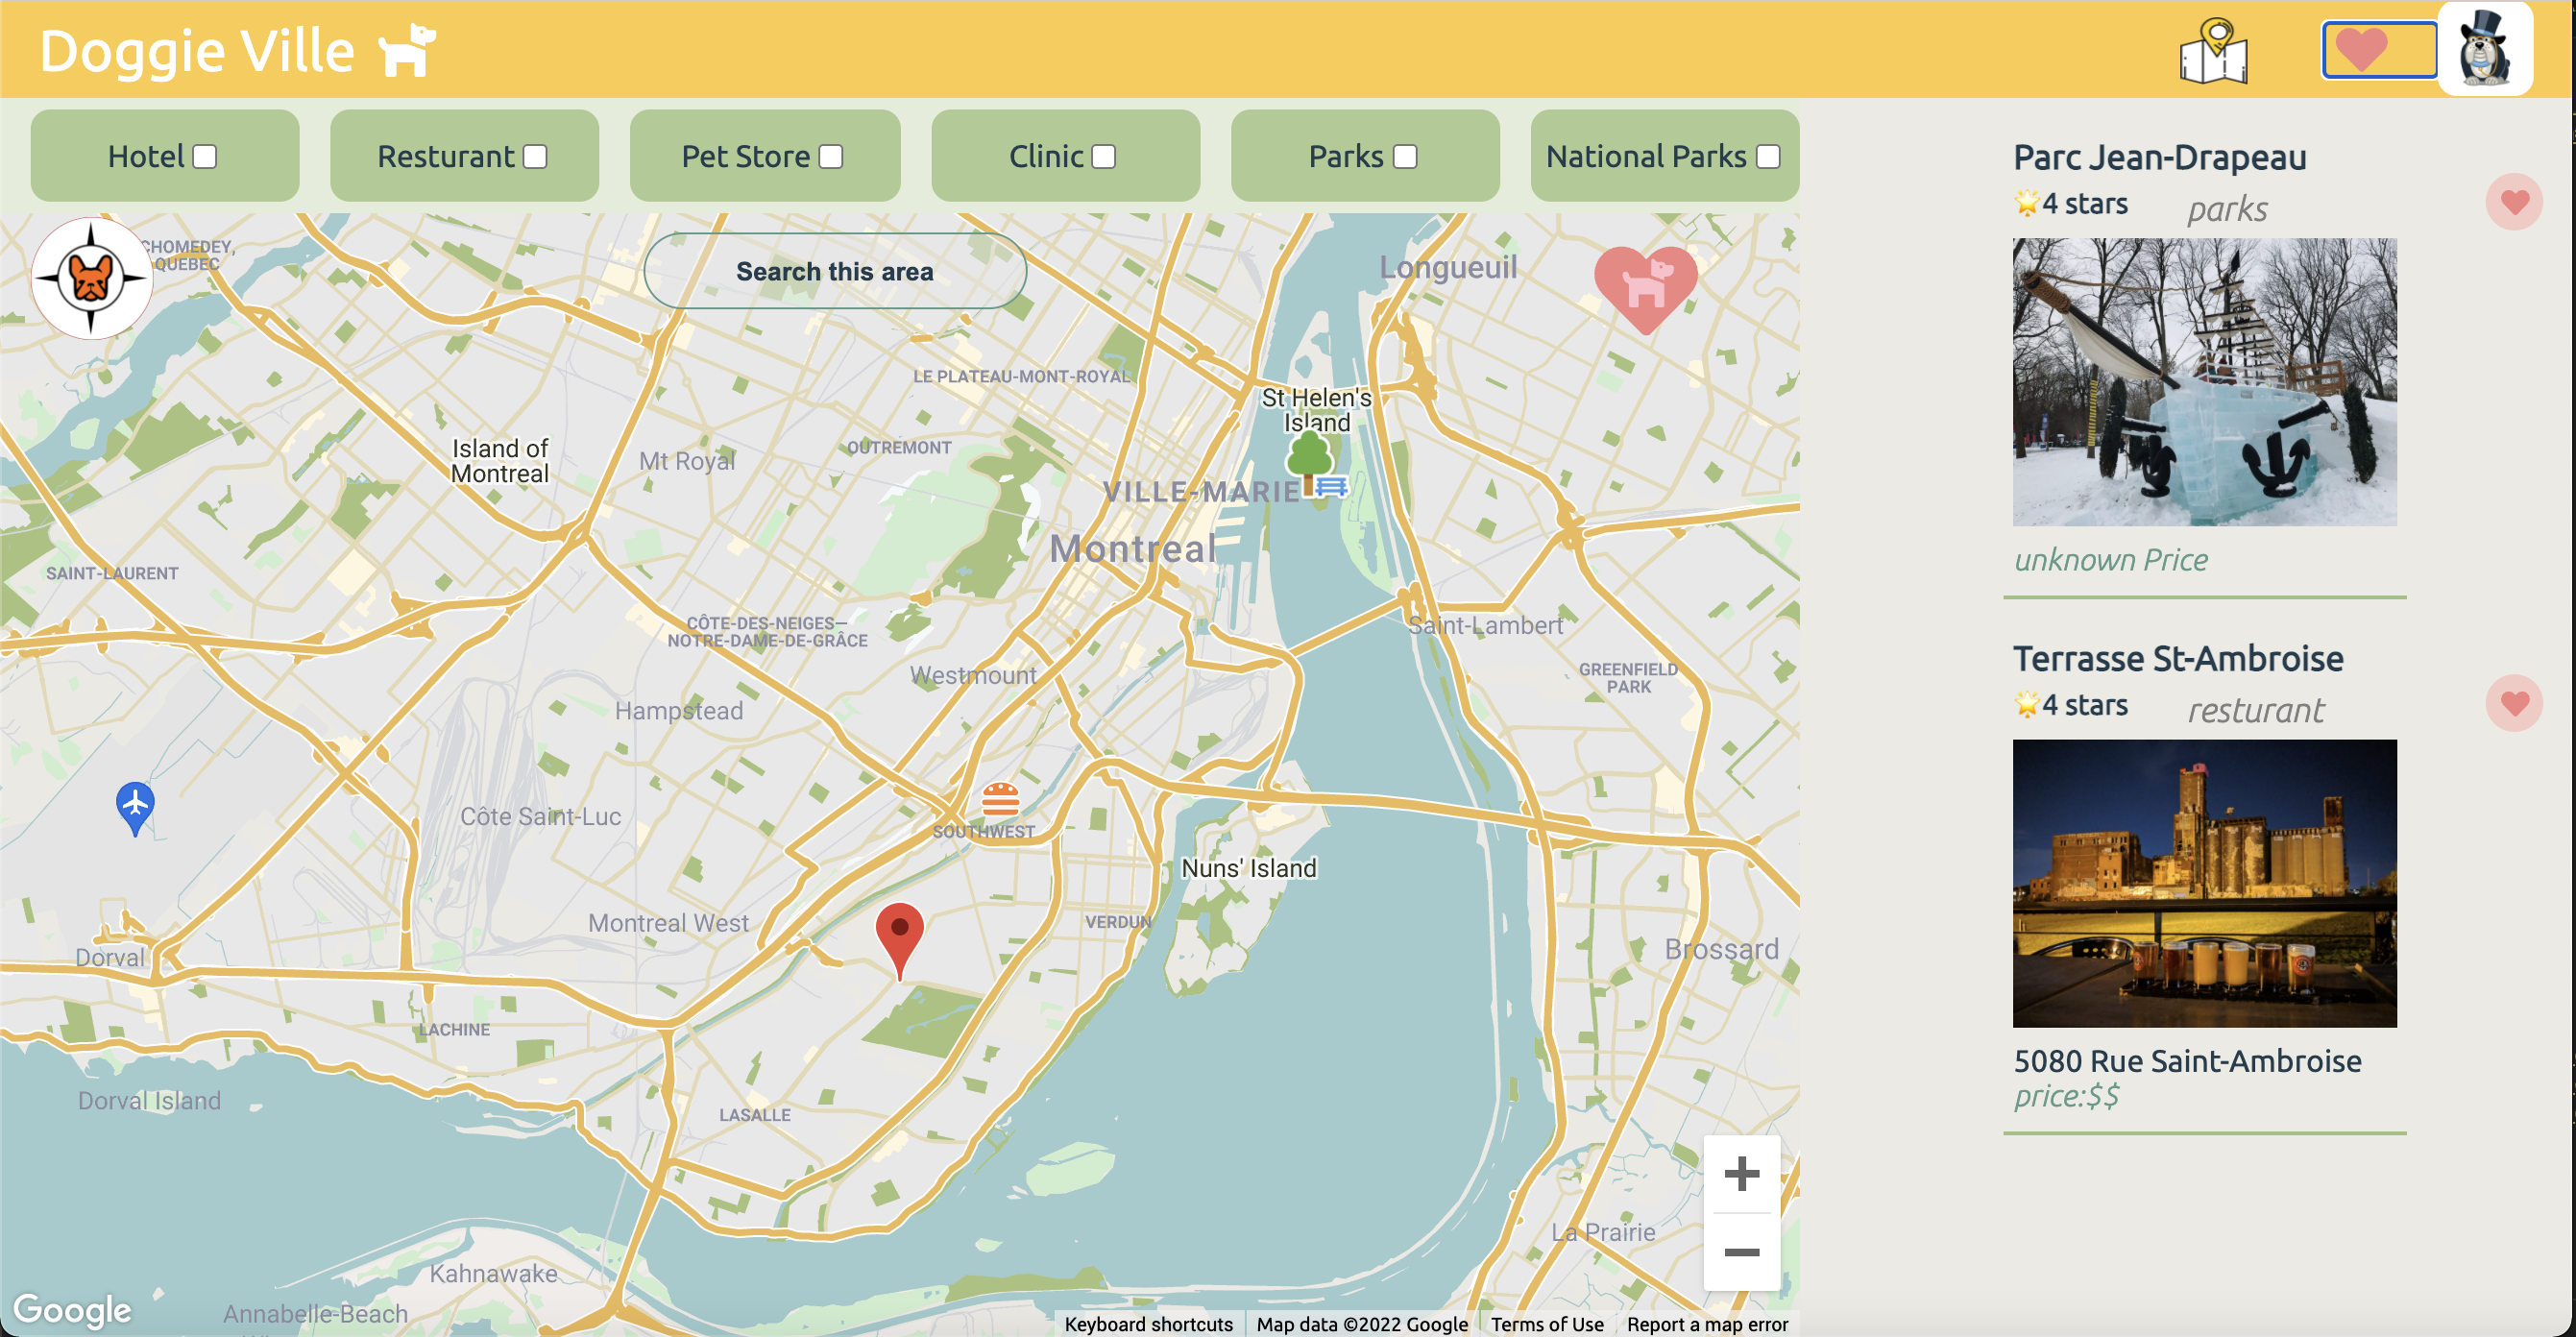 Doggie Ville
Hotel
Resturant
Pet Store
Clinic
Parks
National Parks
CHOMEDEY,
QUEBEC
Search this area
Longueuil
LE PLATEAU-MONT-ROYAL
St Helen's
Island
Island of
Montreal
Mt Royal
OUTREMONT
VILLE-MARIE
Montreal
SAINT-LAURENT
CÔTE-DES-NEIGES—
NOTRE-DAME-DE-GRÂCE
Saint-Lambert
Westmount
GREENFIELD
PARK
Hampstead
Côte Saint-Luc
SOUTHWEST
Nuns' Island
Montreal West
VERDUN
Brossard
Dorval
LACHINE
Dorval Island
LASALLE
La Prairie
Kahnawake
Annabelle-Beach
Google
Keyboard shortcuts
Map data ©2022 Google
Terms of Use
Report a map error
Parc Jean-Drapeau
4 stars
parks
unknown Price
Terrasse St-Ambroise
4 stars
resturant
5080 Rue Saint-Ambroise
price:$$